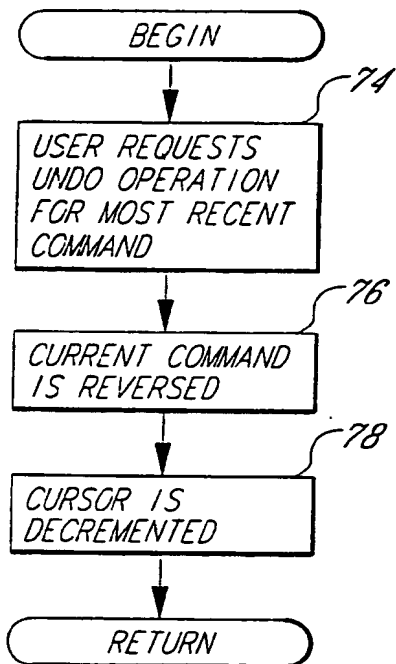 BEGIN
74
USER REQUESTS
UNDO OPERATION
FOR MOST RECENT
COMMAND
76
CURRENT COMMAND
IS REVERSED
78
CURSOR IS
DECREMENTED
RETURN